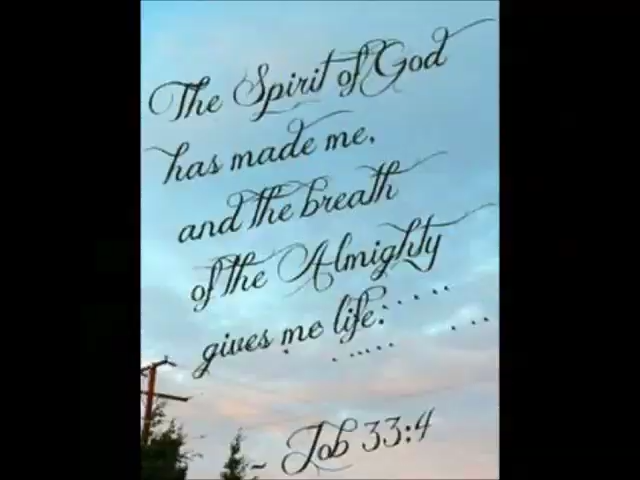 The Spirit of God
has made me,
and the breath
of the Almighty
gives me life.
~ Job 33:4